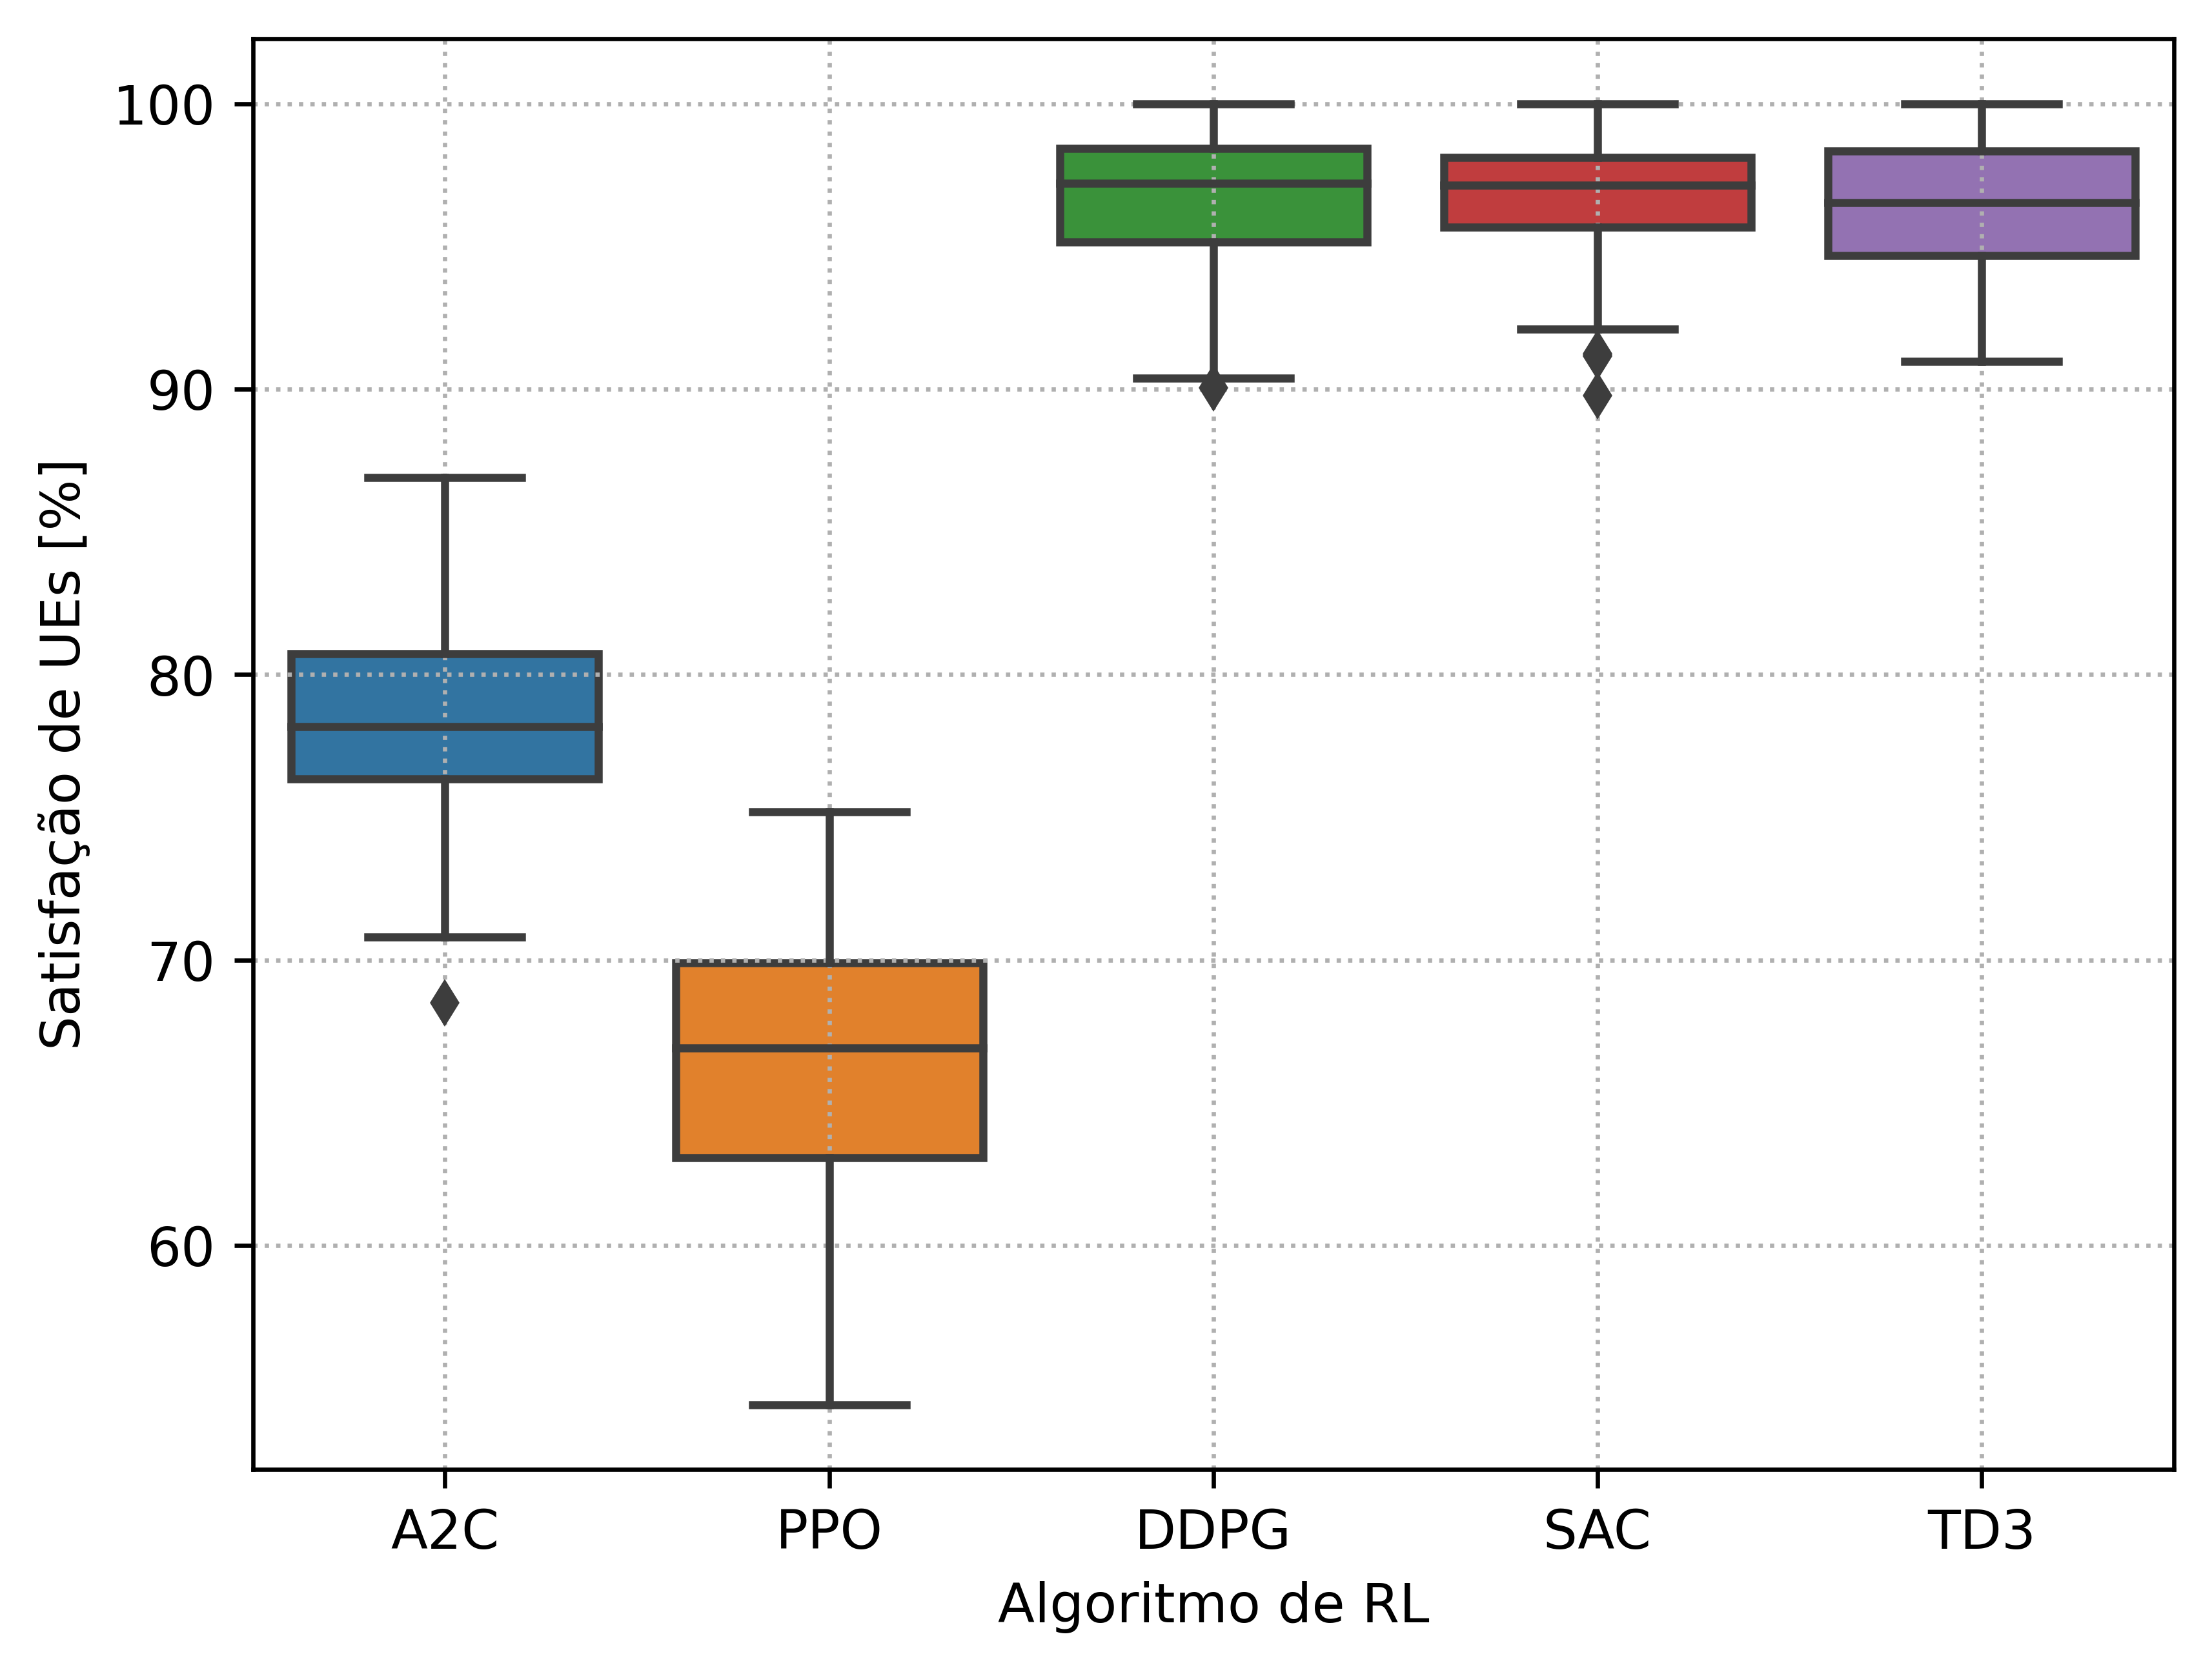 Satisfação de UEs [%]
100
90
80
70
60
A2C PPO DDPG SAC TD3
Algoritmo de RL